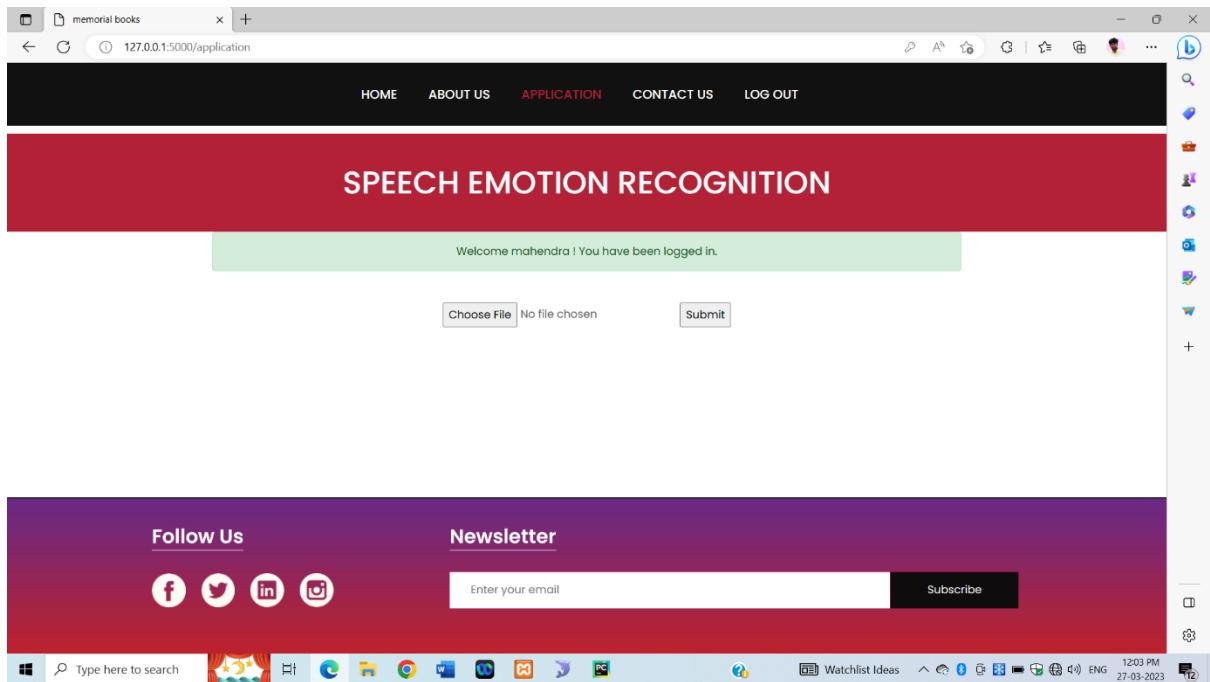 memorial books
127.0.0.1:5000/application
HOME ABOUT US APPLICATION CONTACT US LOG OUT
SPEECH EMOTION RECOGNITION
Welcome mahendra ! You have been logged in.
Choose File No file chosen Submit
Follow Us Newsletter
Enter your email Subscribe
Type here to search Watchlist Ideas ENG 12:03 PM
27-03-2023 12